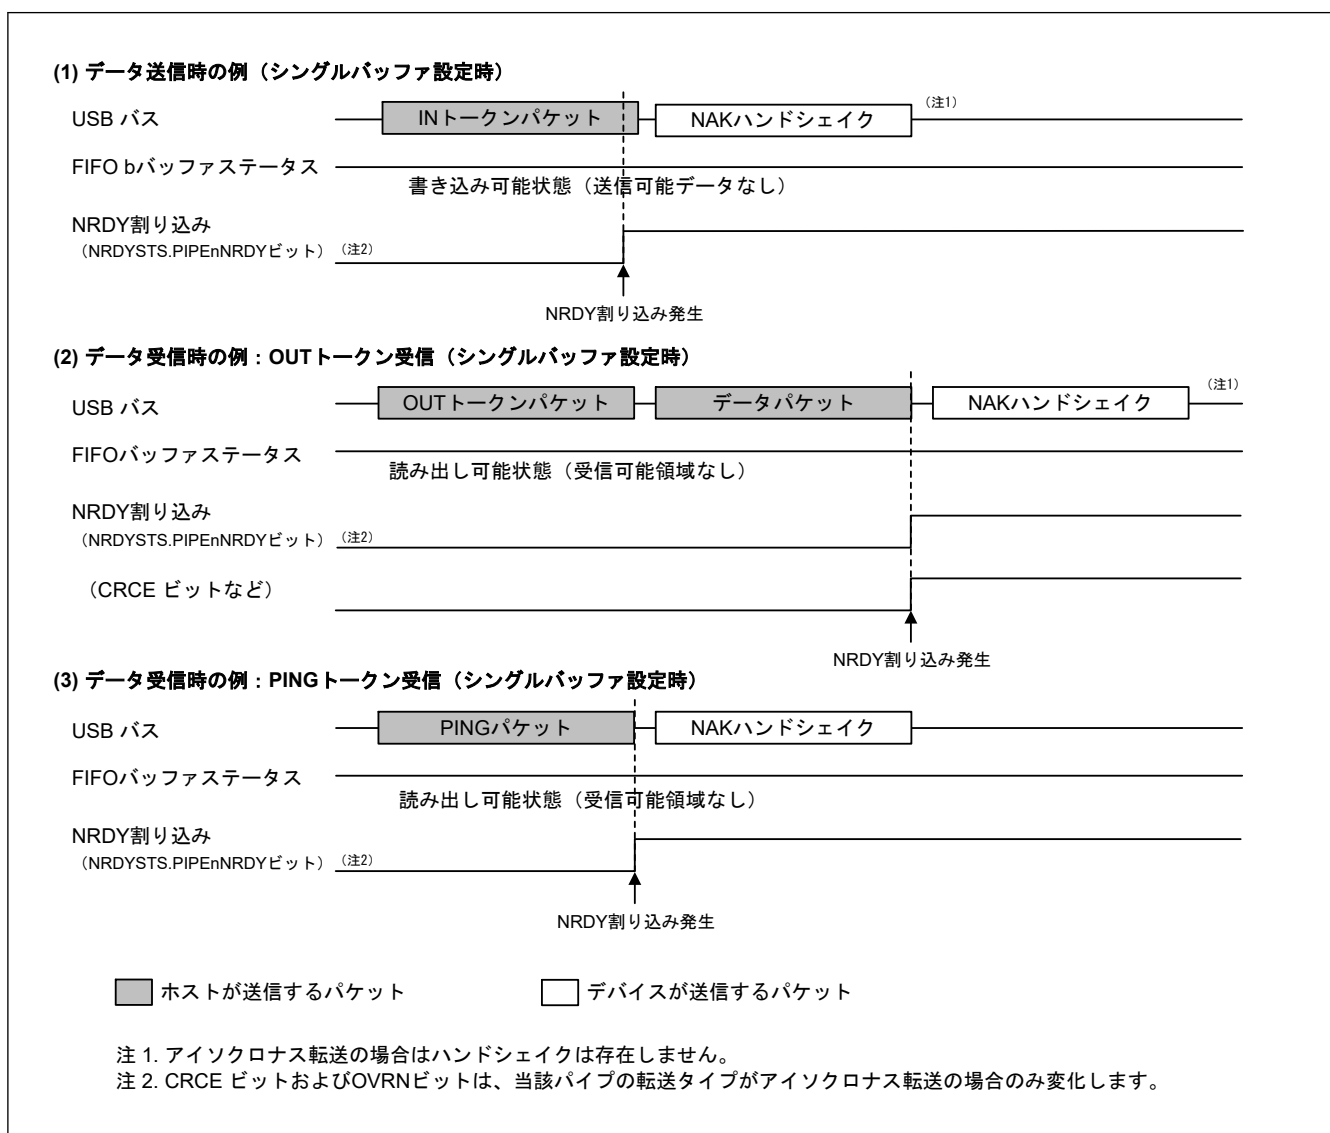 (1) データ送信時の例（シングルバッファ設定時）
USB バス
INトークンパケット
NAKハンドシェイク
（注1）
FIFO bバッファステータス
書き込み可能状態（送信可能データなし）
NRDY割り込み
（NRDYSTS.PIPEnNRDYビット）
（注2）
NRDY割り込み発生
(2) データ受信時の例：OUTトークン受信（シングルバッファ設定時）
USB バス
OUTトークンパケット
データパケット
NAKハンドシェイク
（注1）
FIFOバッファステータス
読み出し可能状態（受信可能領域なし）
NRDY割り込み
（NRDYSTS.PIPEnNRDYビット）
（注2）
（CRCE ビットなど）
NRDY割り込み発生
(3) データ受信時の例：PINGトークン受信（シングルバッファ設定時）
USB バス
PINGパケット
NAKハンドシェイク
FIFOバッファステータス
読み出し可能状態（受信可能領域なし）
NRDY割り込み
（NRDYSTS.PIPEnNRDYビット）
（注2）
NRDY割り込み発生
ホストが送信するパケット
デバイスが送信するパケット
注 1. アイソクロナス転送の場合はハンドシェイクは存在しません。
注 2. CRCE ビットおよびOVRNビットは、当該パイプの転送タイプがアイソクロナス転送の場合のみ変化します。